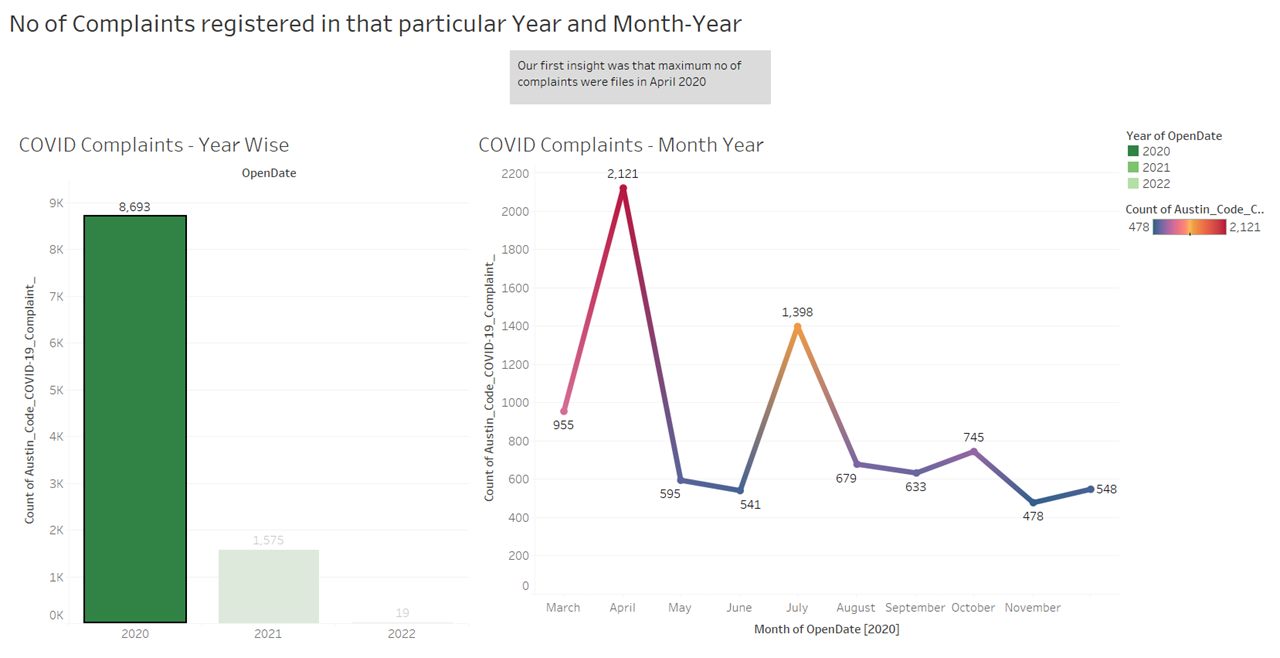 No of Complaints registered in that particular Year and Month-Year
Our first insight was that maximum no of
complaints were files in April 2020
COVID Complaints - Year Wise
OpenDate
Count of Austin_Code_COVID-19_Complaint_
9K
8K
7K
6K
5K
4K
3K
2K
1K
0K
8,693
1,575
19
2020
2021
2022
COVID Complaints - Month Year
Count of Austin_Code_COVID-19_Complaint_
2200
2000
1800
1600
1400
1200
1000
800
600
400
200
0
955
2,121
595
541
1,398
679
633
745
478
548
March
April
May
June
July
August
September
October
November
Month of OpenDate [2020]
Year of OpenDate
2020
2021
2022
Count of Austin_Code_C..
478
2,121